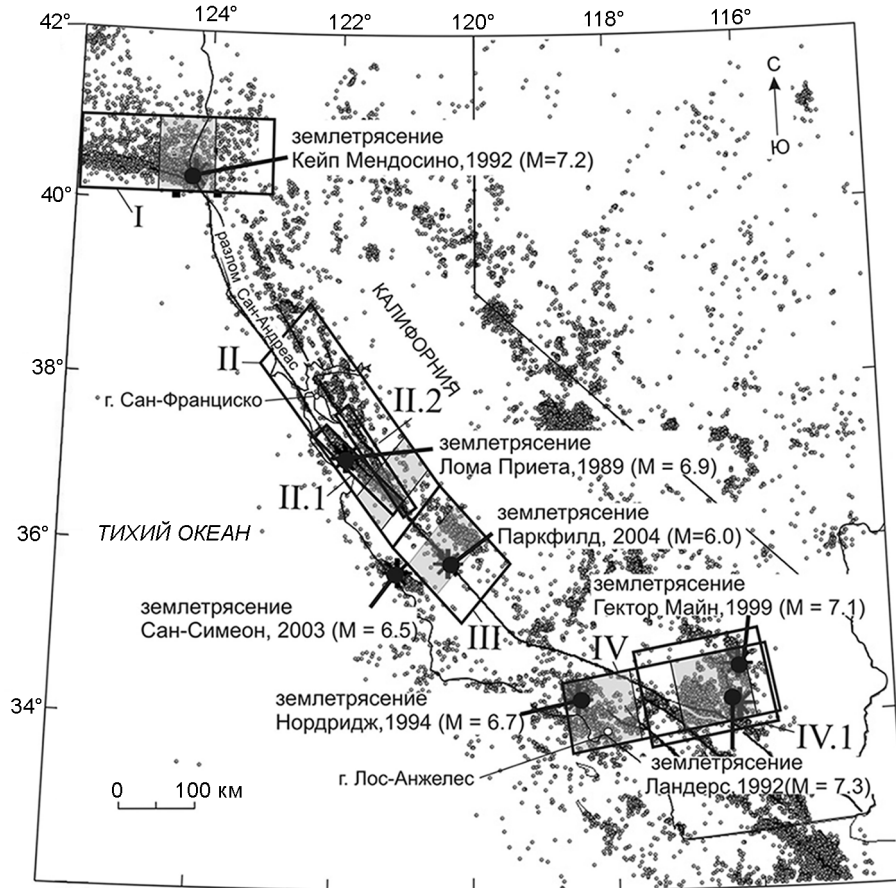 42°
124°
122°
120°
118°
116°
С
Ю
землетрясение
Кейп Мендосино,1992 (М=7.2)
40°
I
разлом Сан-Андреас
КАЛИФОРНИЯ
38°
II
г. Сан-Франциско
II.2
землетрясение
Лома Приета,1989 (М = 6.9)
II.1
36°
ТИХИЙ ОКЕАН
землетрясение
Паркфилд, 2004 (М=6.0)
землетрясение
Гектор Майн,1999 (М = 7.1)
землетрясение
Сан-Симеон, 2003 (М = 6.5)
III
IV
34°
землетрясение
Нордридж,1994 (М = 6.7)
IV.1
г. Лос-Анжелес
землетрясение
Ландерс,1992(М = 7.3)
0 100 км